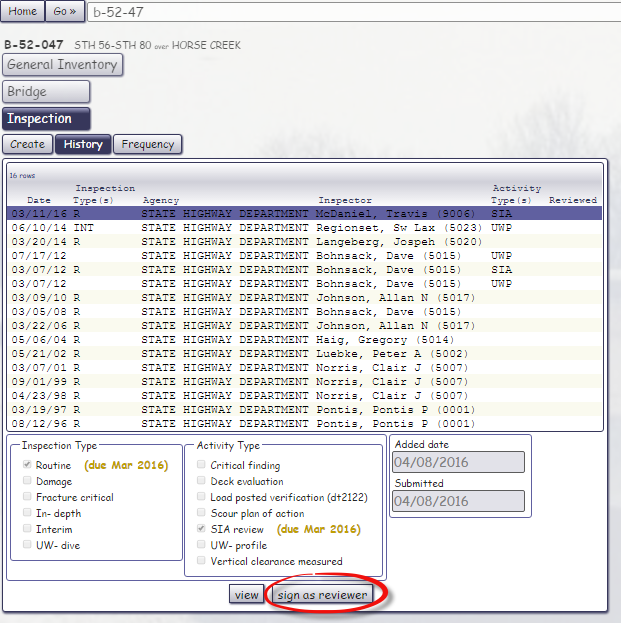 Home Go » b-52-47
B-52-047 STH 56-STH 80 over HORSE CREEK
General Inventory
Bridge
Inspection
Create History Frequency
16 rows
Inspection Activity
Date Type(s) Agency Inspector Type(s) Reviewed
03/11/16 R STATE HIGHWAY DEPARTMENT McDaniel, Travis (9006) SIA
06/10/14 INT STATE HIGHWAY DEPARTMENT Regionset, Sw Lax (5023) UWP
03/20/14 R STATE HIGHWAY DEPARTMENT Langeberg, Jospeh (5020)
07/17/12 STATE HIGHWAY DEPARTMENT Bohnsack, Dave (5015) UWP
03/07/12 R STATE HIGHWAY DEPARTMENT Bohnsack, Dave (5015) SIA
03/07/12 STATE HIGHWAY DEPARTMENT Bohnsack, Dave (5015) UWP
03/09/10 R STATE HIGHWAY DEPARTMENT Johnson, Allan N (5017)
03/05/08 R STATE HIGHWAY DEPARTMENT Bohnsack, Dave (5015)
03/22/06 R STATE HIGHWAY DEPARTMENT Johnson, Allan N (5017)
05/06/04 R STATE HIGHWAY DEPARTMENT Haig, Gregory (5014)
05/21/02 R STATE HIGHWAY DEPARTMENT Luebke, Peter A (5002)
03/07/01 R STATE HIGHWAY DEPARTMENT Norris, Clair J (5007)
09/01/99 R STATE HIGHWAY DEPARTMENT Norris, Clair J (5007)
04/23/98 R STATE HIGHWAY DEPARTMENT Norris, Clair J (5007)
03/19/97 R STATE HIGHWAY DEPARTMENT Pontis, Pontis P (0001)
08/12/96 R STATE HIGHWAY DEPARTMENT Pontis, Pontis P (0001)
Inspection Type
Routine (due Mar 2016)
Damage
Fracture critical
In- depth
Interim
UW- dive
Activity Type
Critical finding
Deck evaluation
Load posted verification (dt2122)
Scour plan of action
SIA review (due Mar 2016)
UW- profile
Vertical clearance measured
Added date
04/08/2016
Submitted
04/08/2016
view sign as reviewer